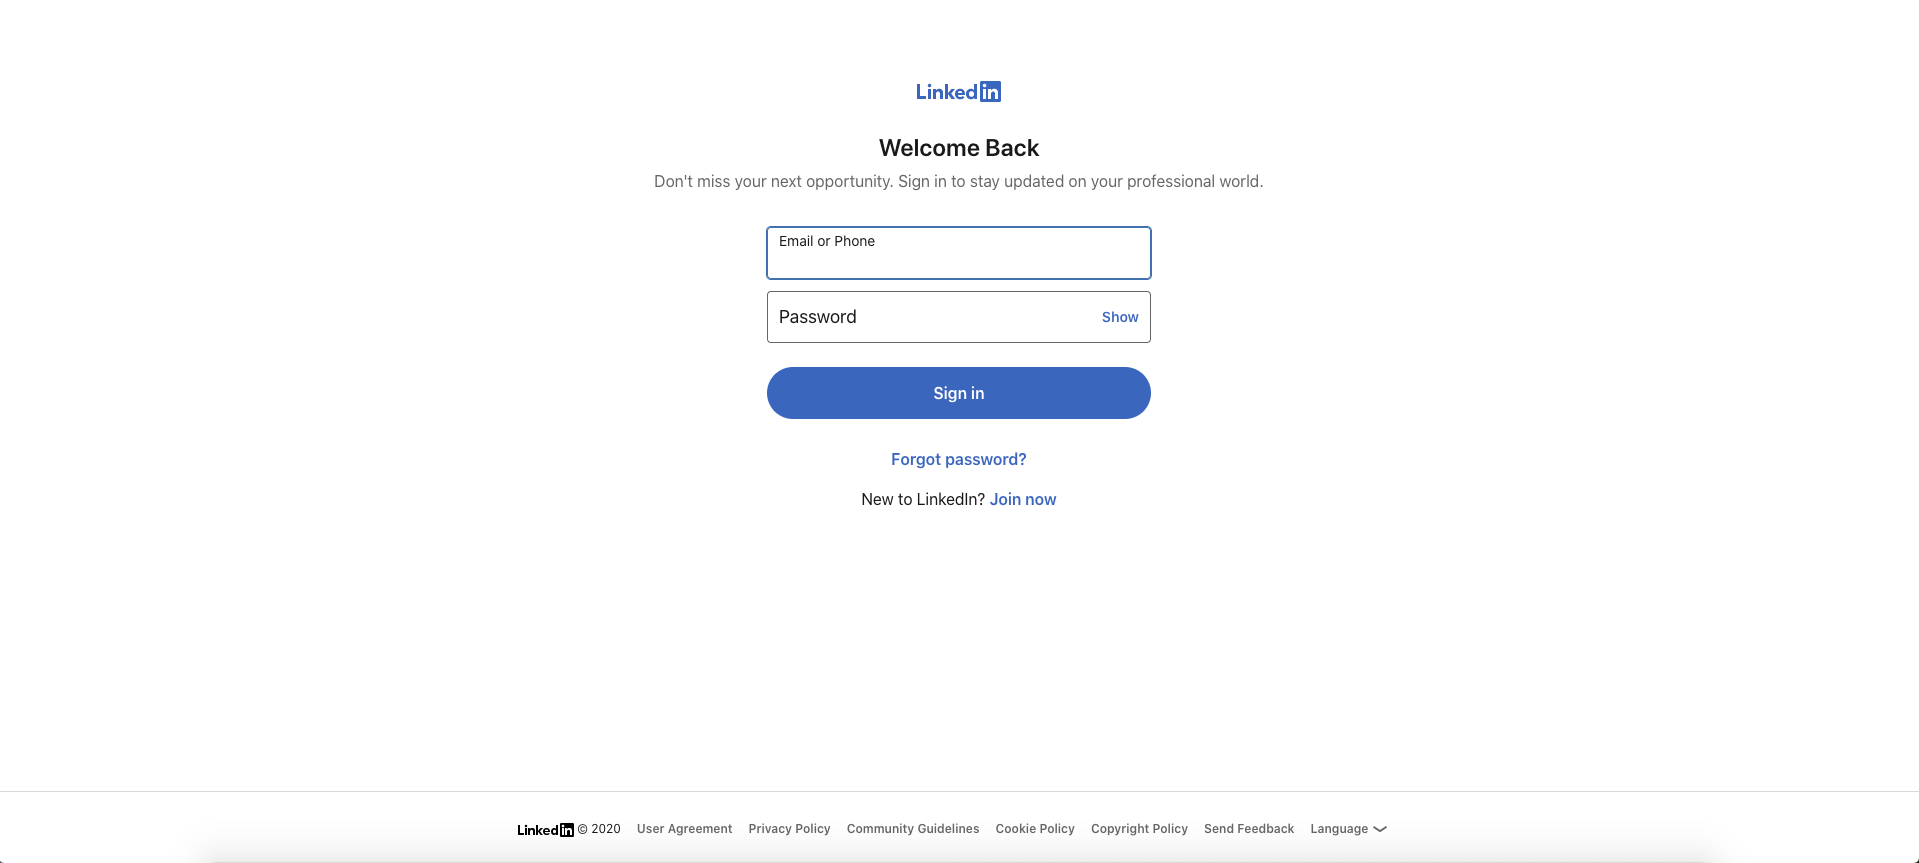 Linkedin
Welcome Back
Don't miss your next opportunity. Sign in to stay updated on your professional world.
Email or Phone
Password Show
Sign in
Forgot password?
New to LinkedIn? Join now
Linkedin © 2020 User Agreement Privacy Policy Community Guidelines Cookie Policy Copyright Policy Send Feedback Language